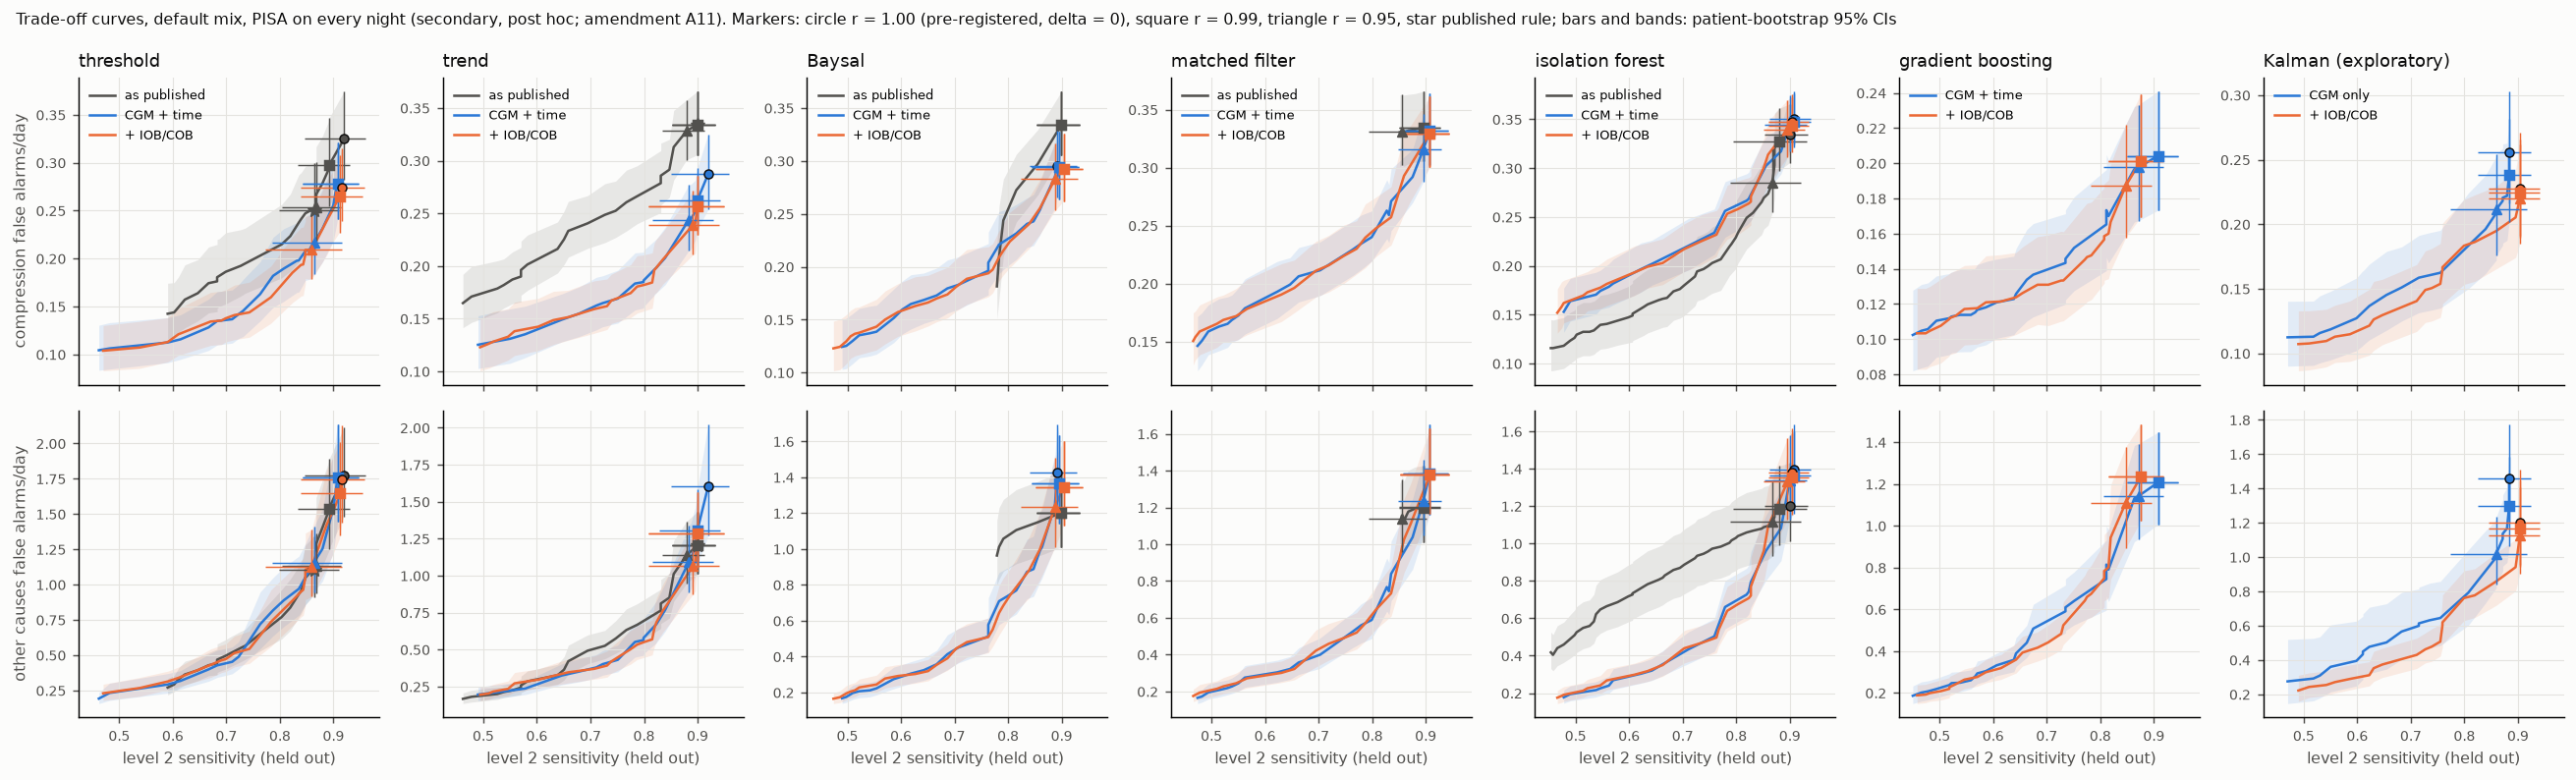 Trade-off curves, default mix, PISA on every night (secondary, post hoc; amendment A11). Markers: circle r = 1.00 (pre-registered, delta = 0), square r = 0.99, triangle r = 0.95, star published rule; bars and bands: patient-bootstrap 95% CIs
threshold
trend
Baysal
matched filter
isolation forest
gradient boosting
Kalman (exploratory)
compression false alarms/day
0.35
0.30
0.25
0.20
0.15
0.10
as published
CGM + time
+ IOB/COB
0.35
0.30
0.25
0.20
0.15
0.10
as published
CGM + time
+ IOB/COB
0.35
0.30
0.25
0.20
0.15
0.10
as published
CGM + time
+ IOB/COB
0.35
0.30
0.25
0.20
0.15
as published
CGM + time
+ IOB/COB
0.35
0.30
0.25
0.20
0.15
0.10
as published
CGM + time
+ IOB/COB
0.24
0.22
0.20
0.18
0.16
0.14
0.12
0.10
0.08
CGM + time
+ IOB/COB
0.30
0.25
0.20
0.15
0.10
CGM only
+ IOB/COB
other causes false alarms/day
2.00
1.75
1.50
1.25
1.00
0.75
0.50
0.25
0.5 0.6 0.7 0.8 0.9
level 2 sensitivity (held out)
2.00
1.75
1.50
1.25
1.00
0.75
0.50
0.25
0.5 0.6 0.7 0.8 0.9
level 2 sensitivity (held out)
1.6
1.4
1.2
1.0
0.8
0.6
0.4
0.2
0.5 0.6 0.7 0.8 0.9
level 2 sensitivity (held out)
1.6
1.4
1.2
1.0
0.8
0.6
0.4
0.2
0.5 0.6 0.7 0.8 0.9
level 2 sensitivity (held out)
1.6
1.4
1.2
1.0
0.8
0.6
0.4
0.2
0.5 0.6 0.7 0.8 0.9
level 2 sensitivity (held out)
1.4
1.2
1.0
0.8
0.6
0.4
0.2
0.5 0.6 0.7 0.8 0.9
level 2 sensitivity (held out)
1.8
1.6
1.4
1.2
1.0
0.8
0.6
0.4
0.2
0.5 0.6 0.7 0.8 0.9
level 2 sensitivity (held out)